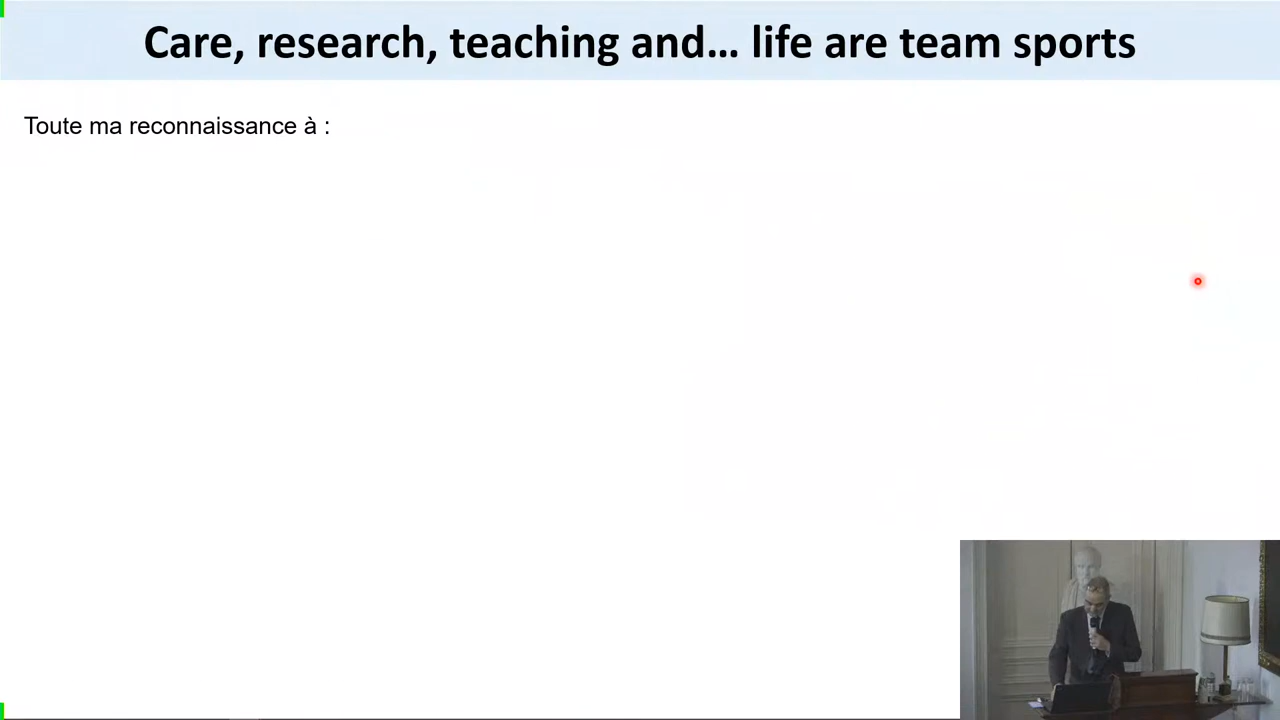 Care, research, teaching and... life are team sports
Toute ma reconnaissance à :